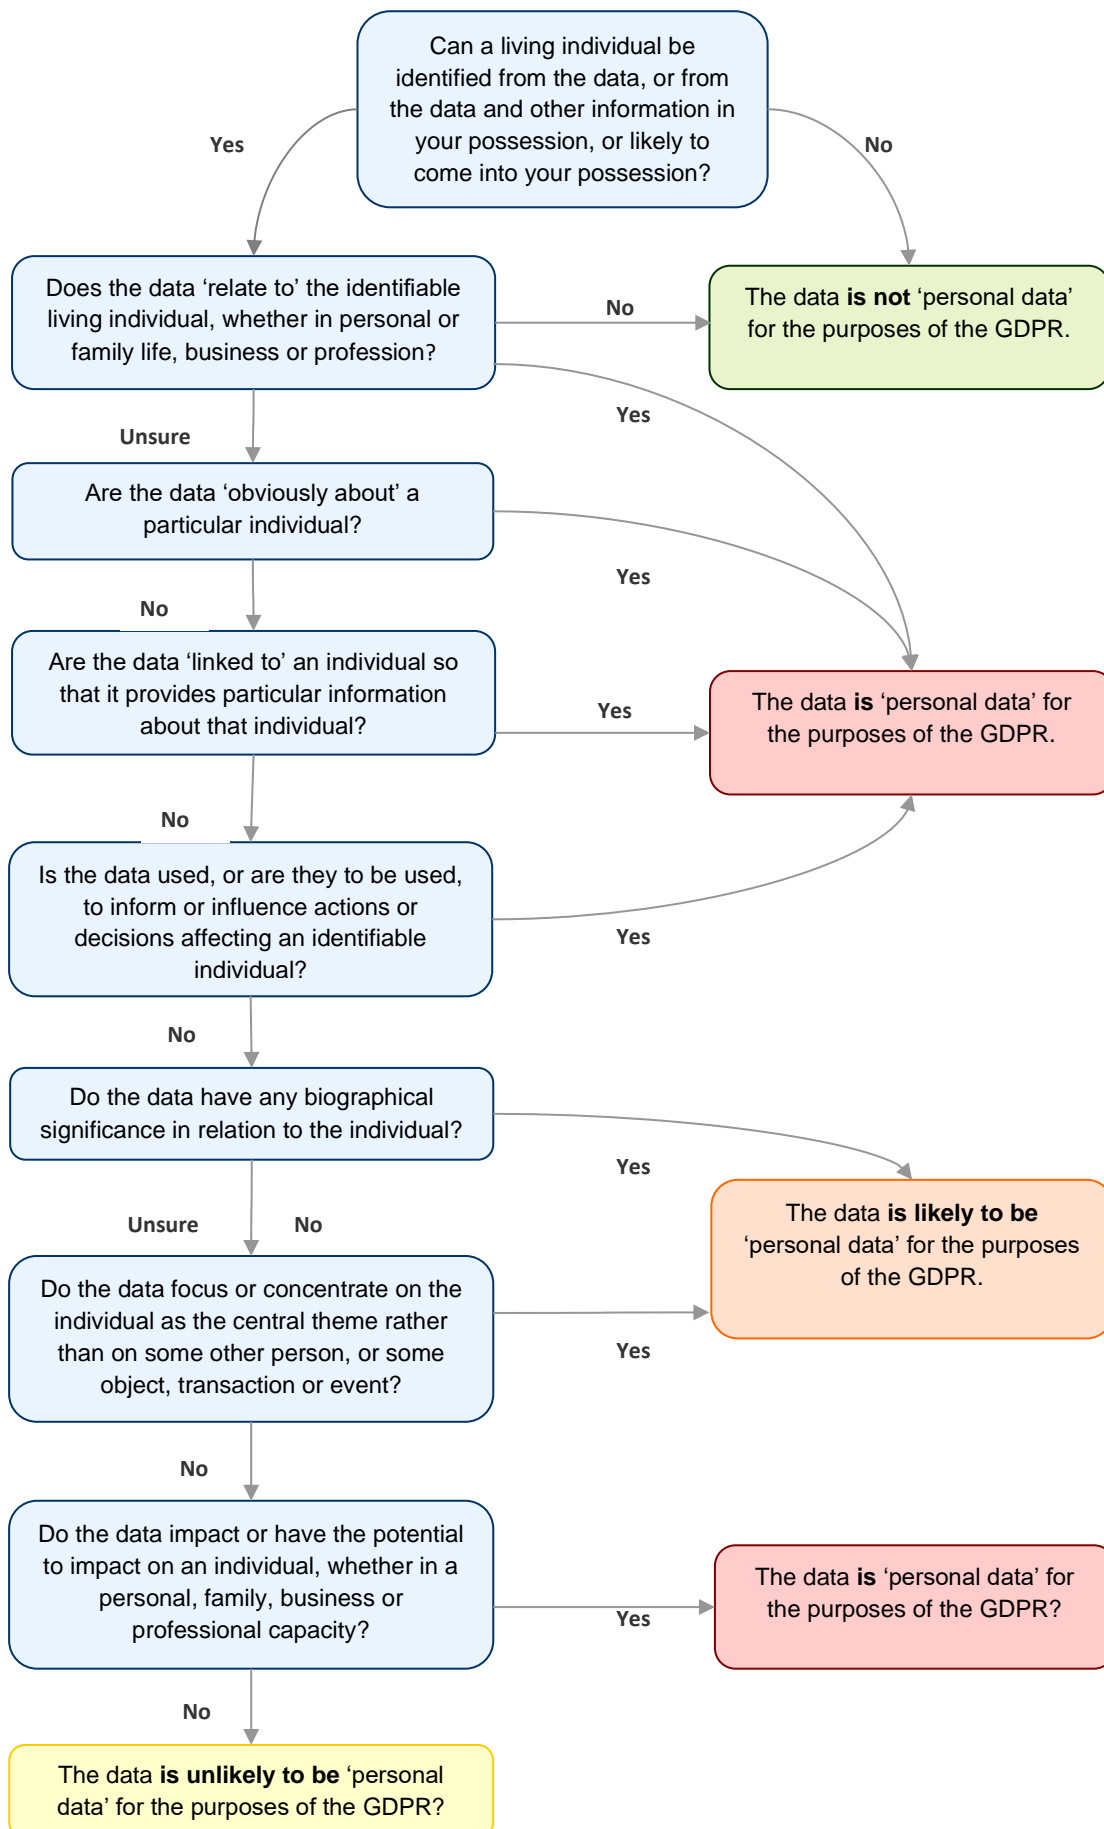 Can a living individual be
identified from the data, or from
the data and other information in
your possession, or likely to
come into your possession?
Yes
No
Does the data ‘relate to’ the identifiable
living individual, whether in personal or
family life, business or profession?
No
The data is not ‘personal data’
for the purposes of the GDPR.
Yes
Unsure
Are the data ‘obviously about’ a
particular individual?
Yes
No
Are the data ‘linked to’ an individual so
that it provides particular information
about that individual?
Yes
The data is ‘personal data’ for
the purposes of the GDPR.
No
Is the data used, or are they to be used,
to inform or influence actions or
decisions affecting an identifiable
individual?
Yes
No
Do the data have any biographical
significance in relation to the individual?
Yes
The data is likely to be
‘personal data’ for the purposes
of the GDPR.
Unsure
No
Do the data focus or concentrate on the
individual as the central theme rather
than on some other person, or some
object, transaction or event?
Yes
No
Do the data impact or have the potential
to impact on an individual, whether in a
personal, family, business or
professional capacity?
Yes
The data is ‘personal data’ for
the purposes of the GDPR?
No
The data is unlikely to be ‘personal
data’ for the purposes of the GDPR?